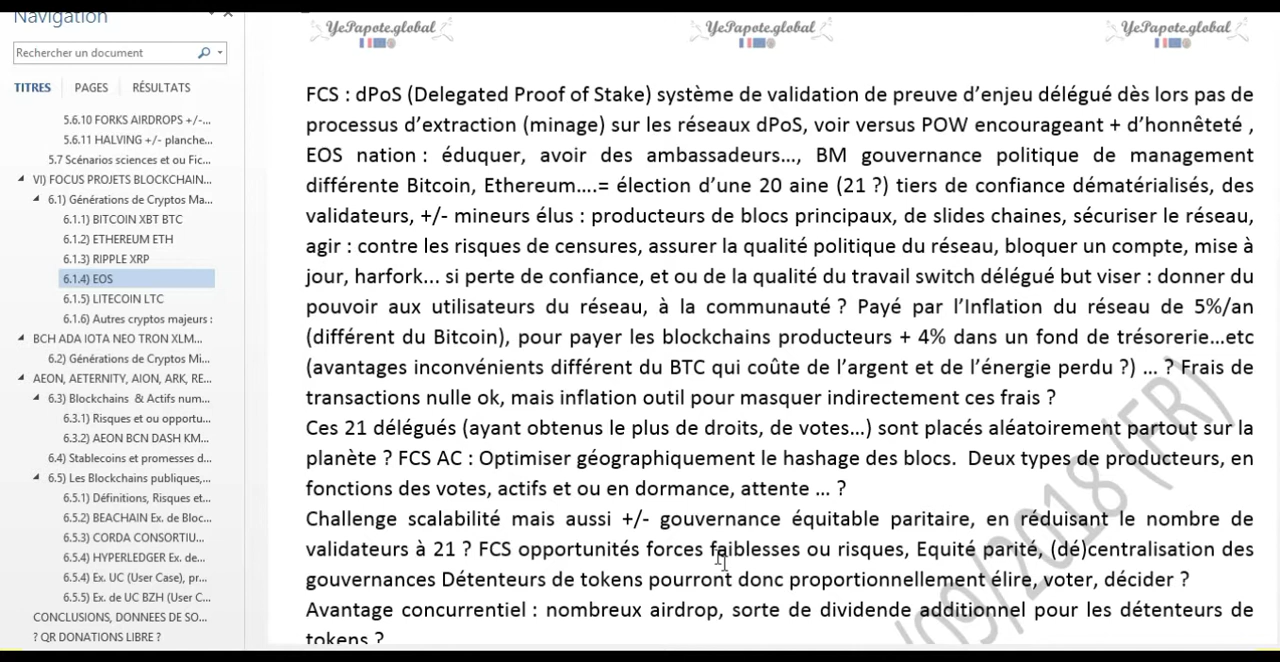 Navigation
Rechercher un document
TITRES PAGES RÉSULTATS
5.6.10 FORKS AIRDROPS +/-...
5.6.11 HALVING +/- planche...
5.7 Scénarios sciences et ou Fic...
VI) FOCUS PROJETS BLOCKCHAIN...
6.1) Générations de Cryptos Ma...
6.1.1) BITCOIN XBT BTC
6.1.2) ETHEREUM ETH
6.1.3) RIPPLE XRP
6.1.4) EOS
6.1.5) LITECOIN LTC
6.1.6) Autres cryptos majeurs :
BCH ADA IOTA NEO TRON XLM...
6.2) Générations de Cryptos Mi...
AEON, AETERNITY, AION, ARK, RE...
6.3) Blockchains & Actifs num...
6.3.1) Risques et ou opportu...
6.3.2) AEON BCN DASH KM...
6.4) Stablecoins et promesses d...
6.5) Les Blockchains publiques,...
6.5.1) Définitions, Risques et...
6.5.2) BEACHAIN Ex. de Bloc...
6.5.3) CORDA CONSORTIU...
6.5.4) HYPERLEDGER Ex. de...
6.5.4) Ex. UC (User Case), pr...
6.5.5) Ex. de UC BZH (User C...
CONCLUSIONS, DONNEES DE SO...
? QR DONATIONS LIBRE ?
YePapote.global YePapote.global YePapote.global
FCS : dPoS (Delegated Proof of Stake) système de validation de preuve d'enjeu délégué dès lors pas de
processus d'extraction (minage) sur les réseaux dPoS, voir versus POW encourageant + d'honnêteté ,
EOS nation : éduquer, avoir des ambassadeurs..., BM gouvernance politique de management
différente Bitcoin, Ethereum....= élection d'une 20 aine (21 ?) tiers de confiance dématérialisés, des
validateurs, +/- mineurs élus : producteurs de blocs principaux, de slides chaines, sécuriser le réseau,
agir : contre les risques de censures, assurer la qualité politique du réseau, bloquer un compte, mise à
jour, harfork... si perte de confiance, et ou de la qualité du travail switch délégué but viser : donner du
pouvoir aux utilisateurs du réseau, à la communauté ? Payé par l'Inflation du réseau de 5%/an
(différent du Bitcoin), pour payer les blockchains producteurs + 4% dans un fond de trésorerie...etc
(avantages inconvénients différent du BTC qui coûte de l'argent et de l'énergie perdu ?) ... ? Frais de
transactions nulle ok, mais inflation outil pour masquer indirectement ces frais ?
Ces 21 délégués (ayant obtenus le plus de droits, de votes...) sont placés aléatoirement partout sur la
planète ? FCS AC : Optimiser géographiquement le hashage des blocs. Deux types de producteurs, en
fonctions des votes, actifs et ou en dormance, attente ... ?
Challenge scalabilité mais aussi +/- gouvernance équitable paritaire, en réduisant le nombre de
validateurs à 21 ? FCS opportunités forces faiblesses ou risques, Equité parité, (dé)centralisation des
gouvernances Détenteurs de tokens pourront donc proportionnellement élire, voter, décider ?
Avantage concurrentiel : nombreux airdrop, sorte de dividende additionnel pour les détenteurs de
tokens ?
/09/2018 (FR)